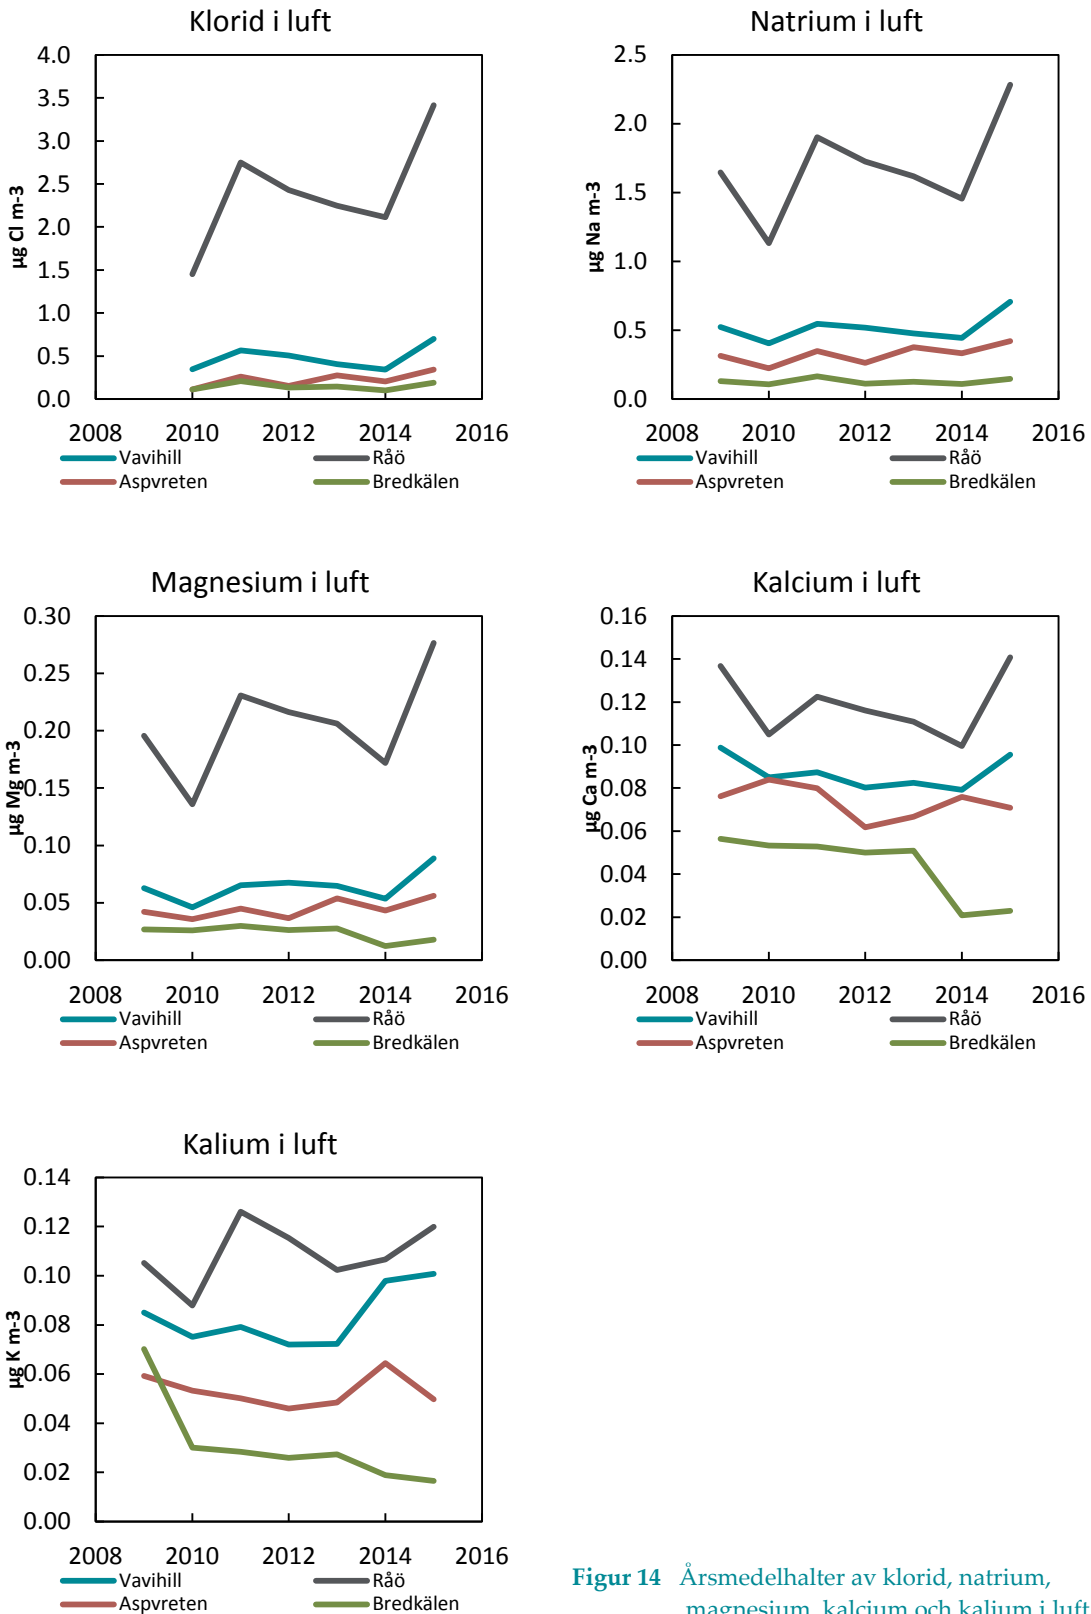 Klorid i luft
4.0
3.5
3.0
2.5
2.0
1.5
1.0
0.5
0.0
µg Cl m-3
2008 2010 2012 2014 2016
Vavihill Råö
Aspvreten Bredkälen
Natrium i luft
2.5
2.0
1.5
1.0
0.5
0.0
µg Na m-3
2008 2010 2012 2014 2016
Vavihill Råö
Aspvreten Bredkälen
Magnesium i luft
0.30
0.25
0.20
0.15
0.10
0.05
0.00
µg Mg m-3
2008 2010 2012 2014 2016
Vavihill Råö
Aspvreten Bredkälen
Kalcium i luft
0.16
0.14
0.12
0.10
0.08
0.06
0.04
0.02
0.00
µg Ca m-3
2008 2010 2012 2014 2016
Vavihill Råö
Aspvreten Bredkälen
Kalium i luft
0.14
0.12
0.10
0.08
0.06
0.04
0.02
0.00
µg K m-3
2008 2010 2012 2014 2016
Vavihill Råö
Aspvreten Bredkälen
Figur 14 Årsmedelhalter av klorid, natrium,
magnesium, kalcium och kalium i luft